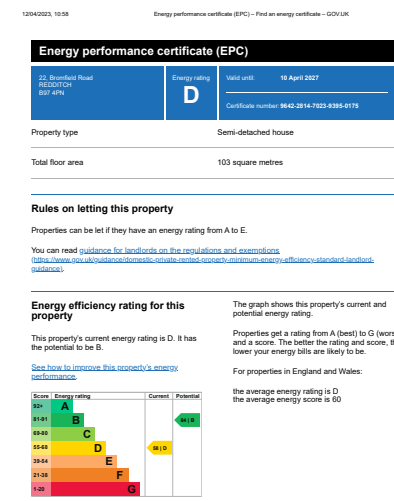 12/04/2023, 10:58 Energy performance certificate (EPC) – Find an energy certificate – GOV.UK
Energy performance certificate (EPC)
22, Bromfield Road
REDDITCH
B97 4PN
Energy rating
D
Valid until: 10 April 2027
Certificate number: 9642-2814-7023-9395-0175
Property type Semi-detached house
Total floor area 103 square metres
Rules on letting this property
Properties can be let if they have an energy rating from A to E.
You can read guidance for landlords on the regulations and exemptions
(https://www.gov.uk/guidance/domestic-private-rented-property-minimum-energy-efficiency-standard-landlord-
guidance).
Energy efficiency rating for this
property
This property's current energy rating is D. It has
the potential to be B.
See how to improve this property's energy
performance.
Score Energy rating Current Potential
92+ A
81-91 B 84 | B
69-80 C
55-68 D 58 | D
39-54 E
21-38 F
1-20 G
The graph shows this property's current and
potential energy rating.
Properties get a rating from A (best) to G (wors
and a score. The better the rating and score, th
lower your energy bills are likely to be.
For properties in England and Wales:
the average energy rating is D
the average energy score is 60